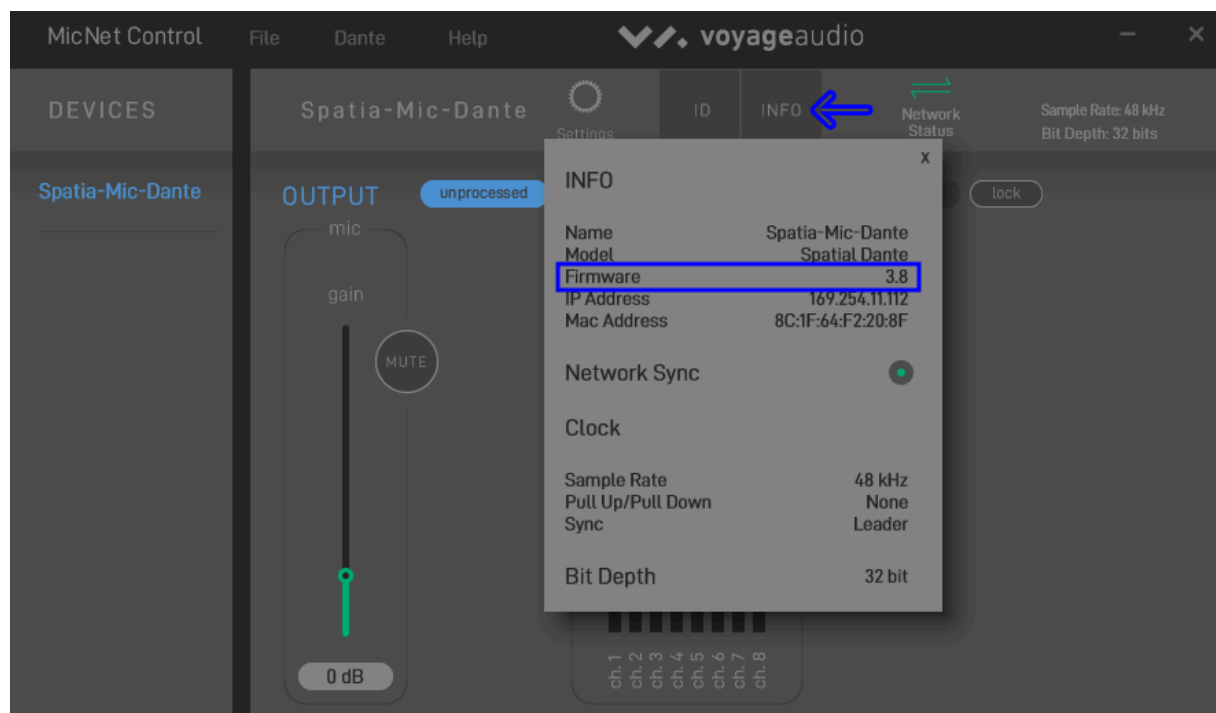 MicNet Control File Dante Help voyageaudio
DEVICES
Spatia-Mic-Dante
Spatia-Mic-Dante
Settings
ID
INFO
Network
Status
Sample Rate: 48 kHz
Bit Depth: 32 bits
OUTPUT
unprocessed
lock
mic
gain
MUTE
0 dB
x
INFO
Name Spatia-Mic-Dante
Model Spatial Dante
Firmware 3.8
IP Address 169.254.11.112
Mac Address 8C:1F:64:F2:20:8F
Network Sync
Clock
Sample Rate 48 kHz
Pull Up/Pull Down None
Sync Leader
Bit Depth 32 bit
ch. 1
ch. 2
ch. 3
ch. 4
ch. 5
ch. 6
ch. 7
ch. 8